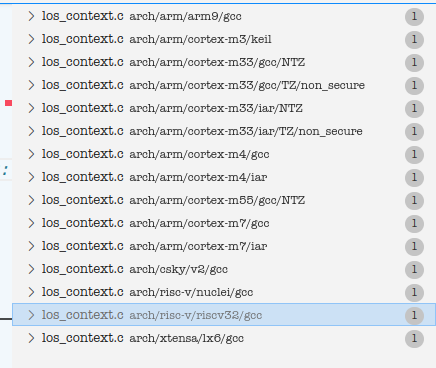 los_context.c arch/arm/arm9/gcc 1
los_context.c arch/arm/cortex-m3/keil 1
los_context.c arch/arm/cortex-m33/gcc/NTZ 1
los_context.c arch/arm/cortex-m33/gcc/TZ/non_secure 1
los_context.c arch/arm/cortex-m33/iar/NTZ 1
los_context.c arch/arm/cortex-m33/iar/TZ/non_secure 1
los_context.c arch/arm/cortex-m4/gcc 1
los_context.c arch/arm/cortex-m4/iar 1
los_context.c arch/arm/cortex-m55/gcc/NTZ 1
los_context.c arch/arm/cortex-m7/gcc 1
los_context.c arch/arm/cortex-m7/iar 1
los_context.c arch/csky/v2/gcc 1
los_context.c arch/risc-v/nuclei/gcc 1
los_context.c arch/risc-v/riscv32/gcc 1
los_context.c arch/xtensa/lx6/gcc 1